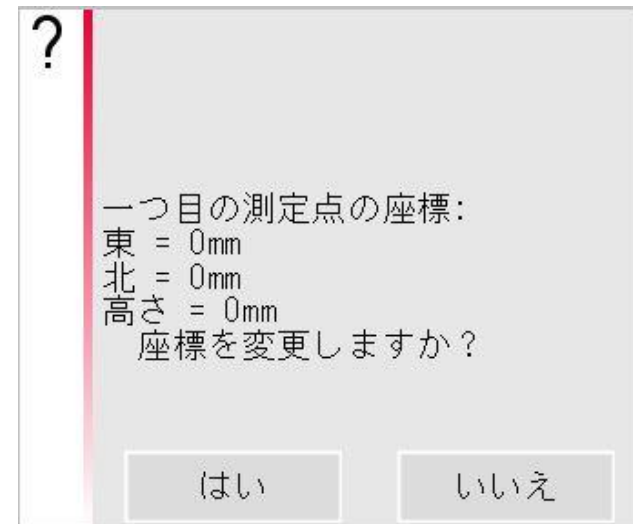 ?
一つ目の測定点の座標:
東 = 0mm
北 = 0mm
高さ = 0mm
座標を変更しますか？
はい
いいえ